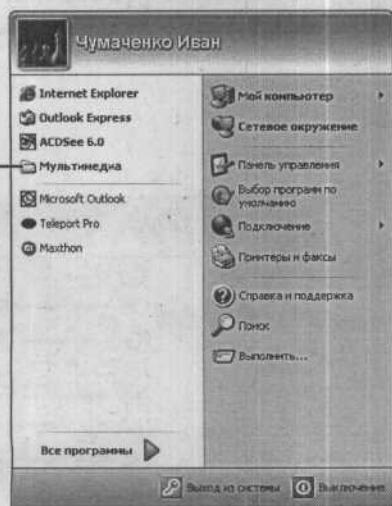 Чумаченко Иван
Internet Explorer
Outlook Express
ACDSee 6.0
Мультимедиа
Microsoft Outlook
Teleport Pro
Maxthon
Все программы
Мой компьютер
Сетевое окружение
Панель управления
Выбор программ по
умолчанию
Подключение
Принтеры и факсы
Справка и поддержка
Поиск
Выполнить...
Выход из системы
Выключение